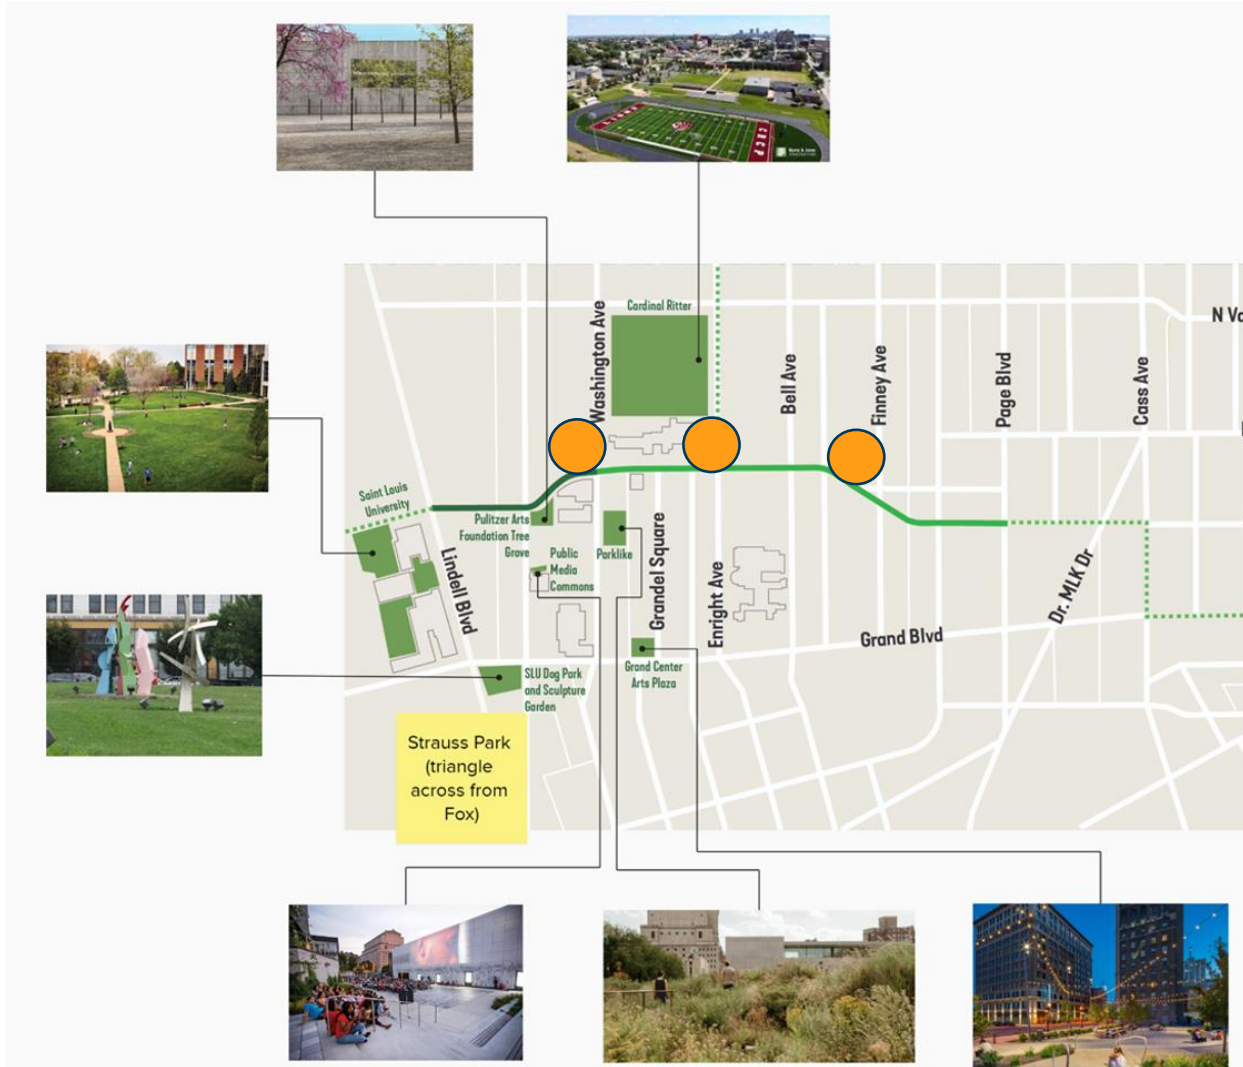 LIONS
CRCP
Cardinal Ritter
Washington Ave
Bell Ave
Finney Ave
Page Blvd
Cass Ave
N Va
Saint Louis
University
Pulitzer Arts
Foundation Tree
Grove
Public
Media
Commons
Parklike
Grandel Square
Enright Ave
Lindell Blvd
Dr. MLK Dr
Grand Blvd
SLU Dog Park
and Sculpture
Garden
Grand Center
Arts Plaza
Strauss Park
(triangle
across from
Fox)